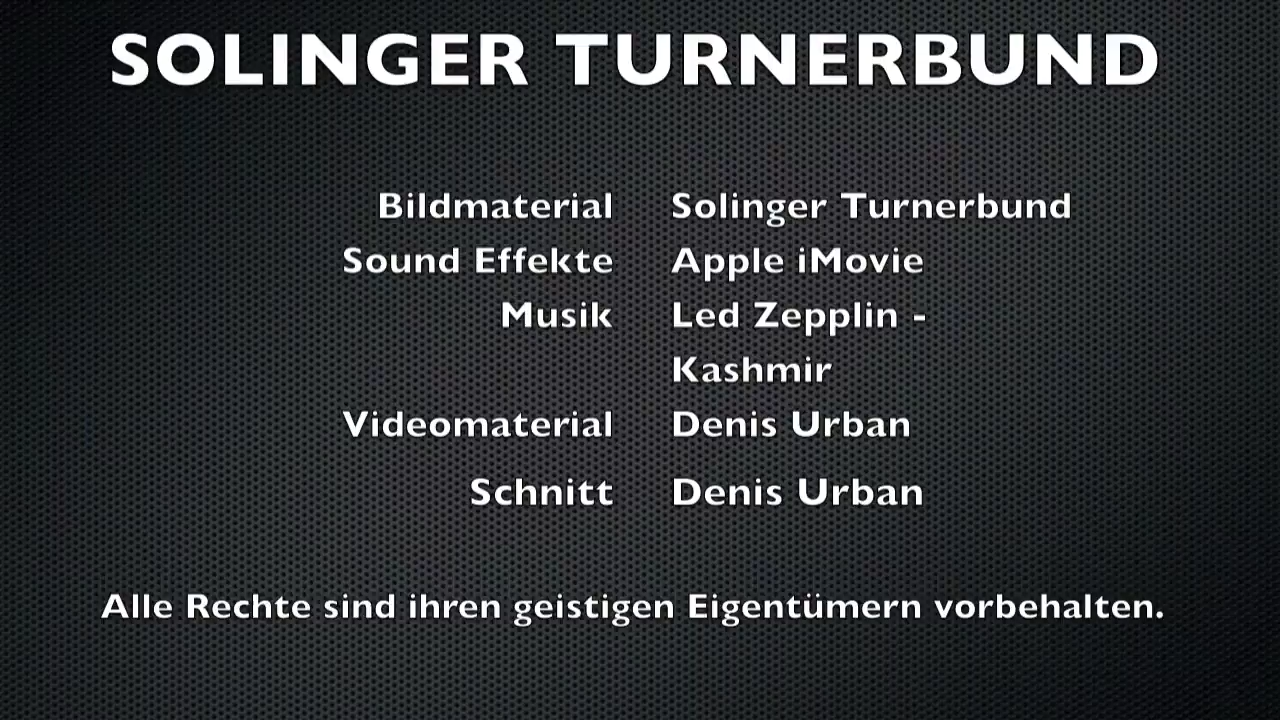 SOLINGER TURNERBUND
Bildmaterial Solinger Turnerbund
Sound Effekte Apple iMovie
Musik Led Zepplin -
Kashmir
Videomaterial Denis Urban
Schnitt Denis Urban
Alle Rechte sind ihren geistigen Eigentümern vorbehalten.